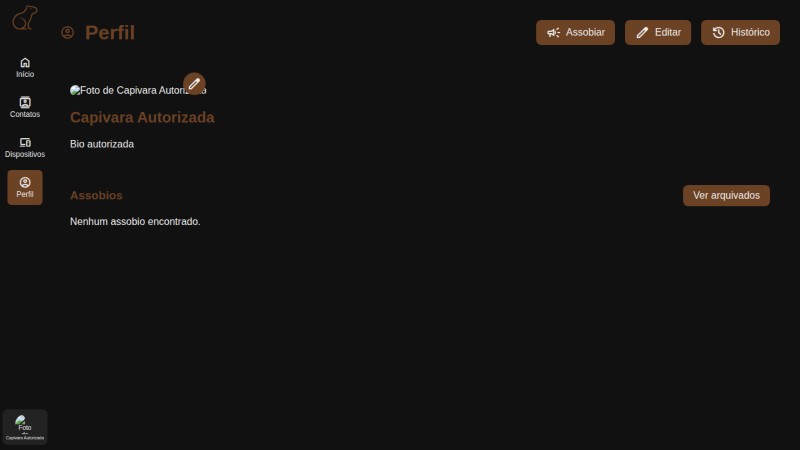 Perfil
Assobiar
Editar
Histórico
Início
Contatos
Dispositivos
Perfil
Foto de Capivara Autorizada
Capivara Autorizada
Bio autorizada
Assobios
Ver arquivados
Nenhum assobio encontrado.
Foto
de
Capivara Autorizada